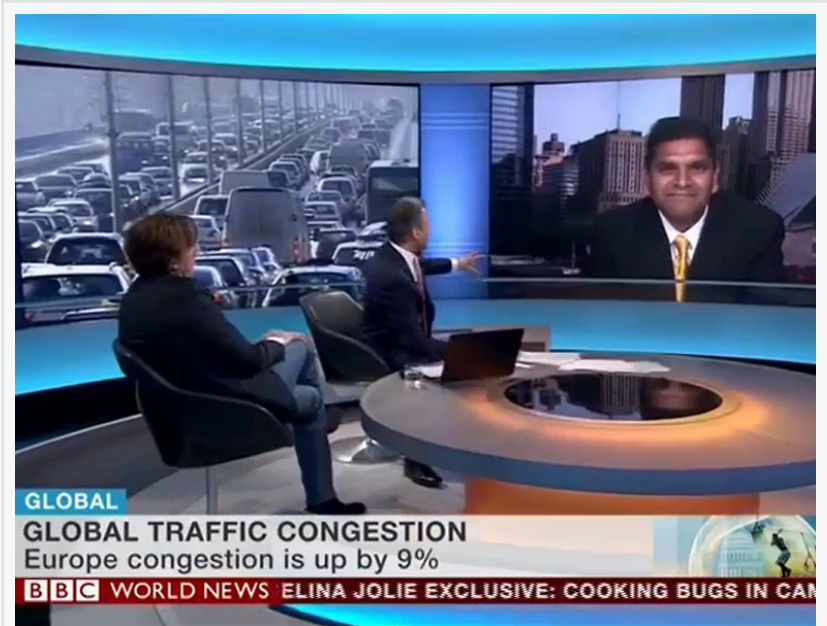 GLOBAL
GLOBAL TRAFFIC CONGESTION
Europe congestion is up by 9%
BBC WORLD NEWS ELINA JOLIE EXCLUSIVE: COOKING BUGS IN CAM